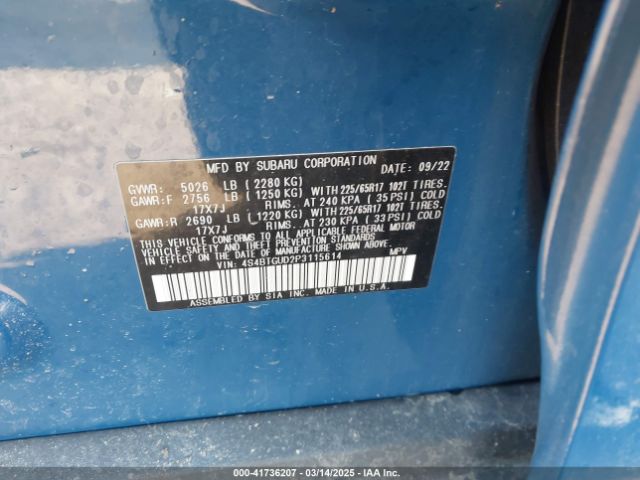 MFD BY SUBARU CORPORATION DATE: 09/22
GVWR: 5026 LB (2280 KG)
GAWR:F 2756 LB (1250 KG) WITH 225/65R17 102T TIRES.
17X7J RIMS. AT 240 KPA (35 PSI) COLD
GAWR:R 2690 LB (1220 KG) WITH 225/65R17 102T TIRES.
17X7J RIMS. AT 230 KPA (33 PSI) COLD
THIS VEHICLE CONFORMS TO ALL APPLICABLE FEDERAL MOTOR
VEHICLE SAFETY AND BUMPER STANDARDS
IN EFFECT ON THE DATE OF MANUFACTURE SHOWN ABOVE.
VIN: 4S4BTGUD2P3115614 MPV
ASSEMBLED BY SIA INC. MADE IN U.S.A.
000-41736207 - 03/14/2025 - IAA Inc.